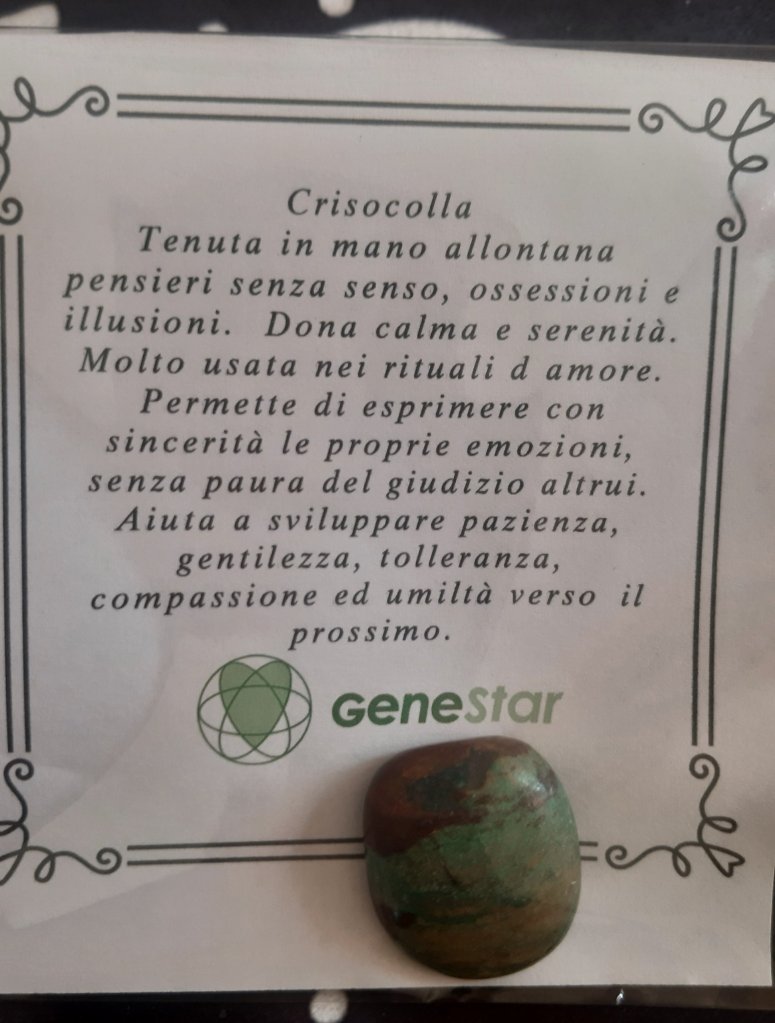 Crisocolla
Tenuta in mano allontana
pensieri senza senso, ossessioni e
illusioni. Dona calma e serenità.
Molto usata nei rituali d amore.
Permette di esprimere con
sincerità le proprie emozioni,
senza paura del giudizio altrui.
Aiuta a sviluppare pazienza,
gentilezza, tolleranza,
compassione ed umiltà verso il
prossimo.
GeneStar